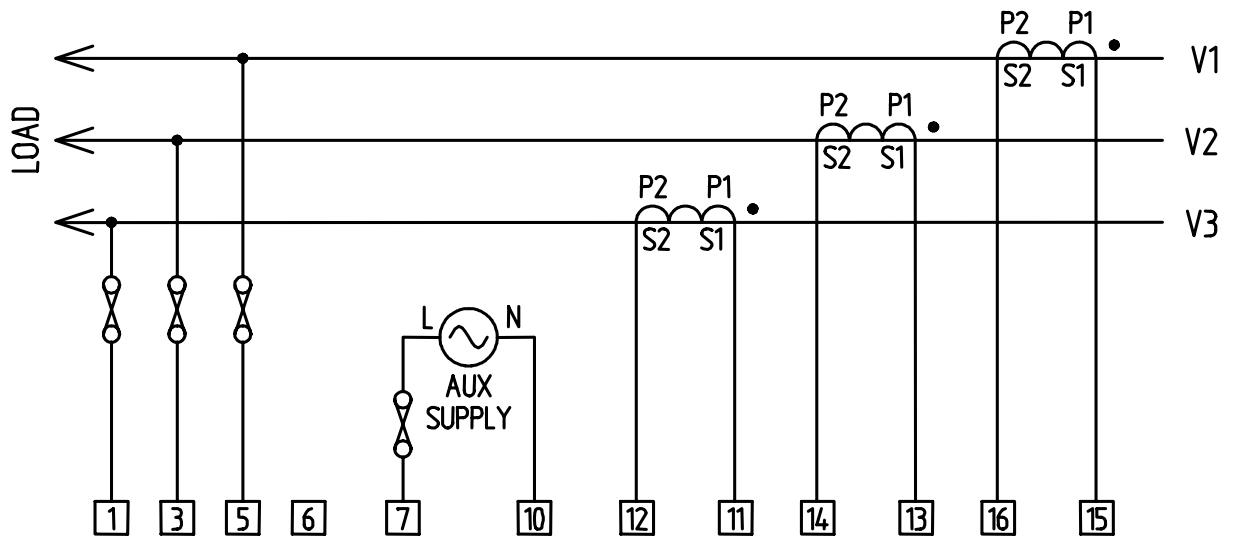 P2 P1
V1
S2 S1
P2 P1
LOAD
V2
S2 S1
P2 P1
V3
S2 S1
L N
AUX
SUPPLY
1 3 5 6 7 10 12 11 14 13 16 15